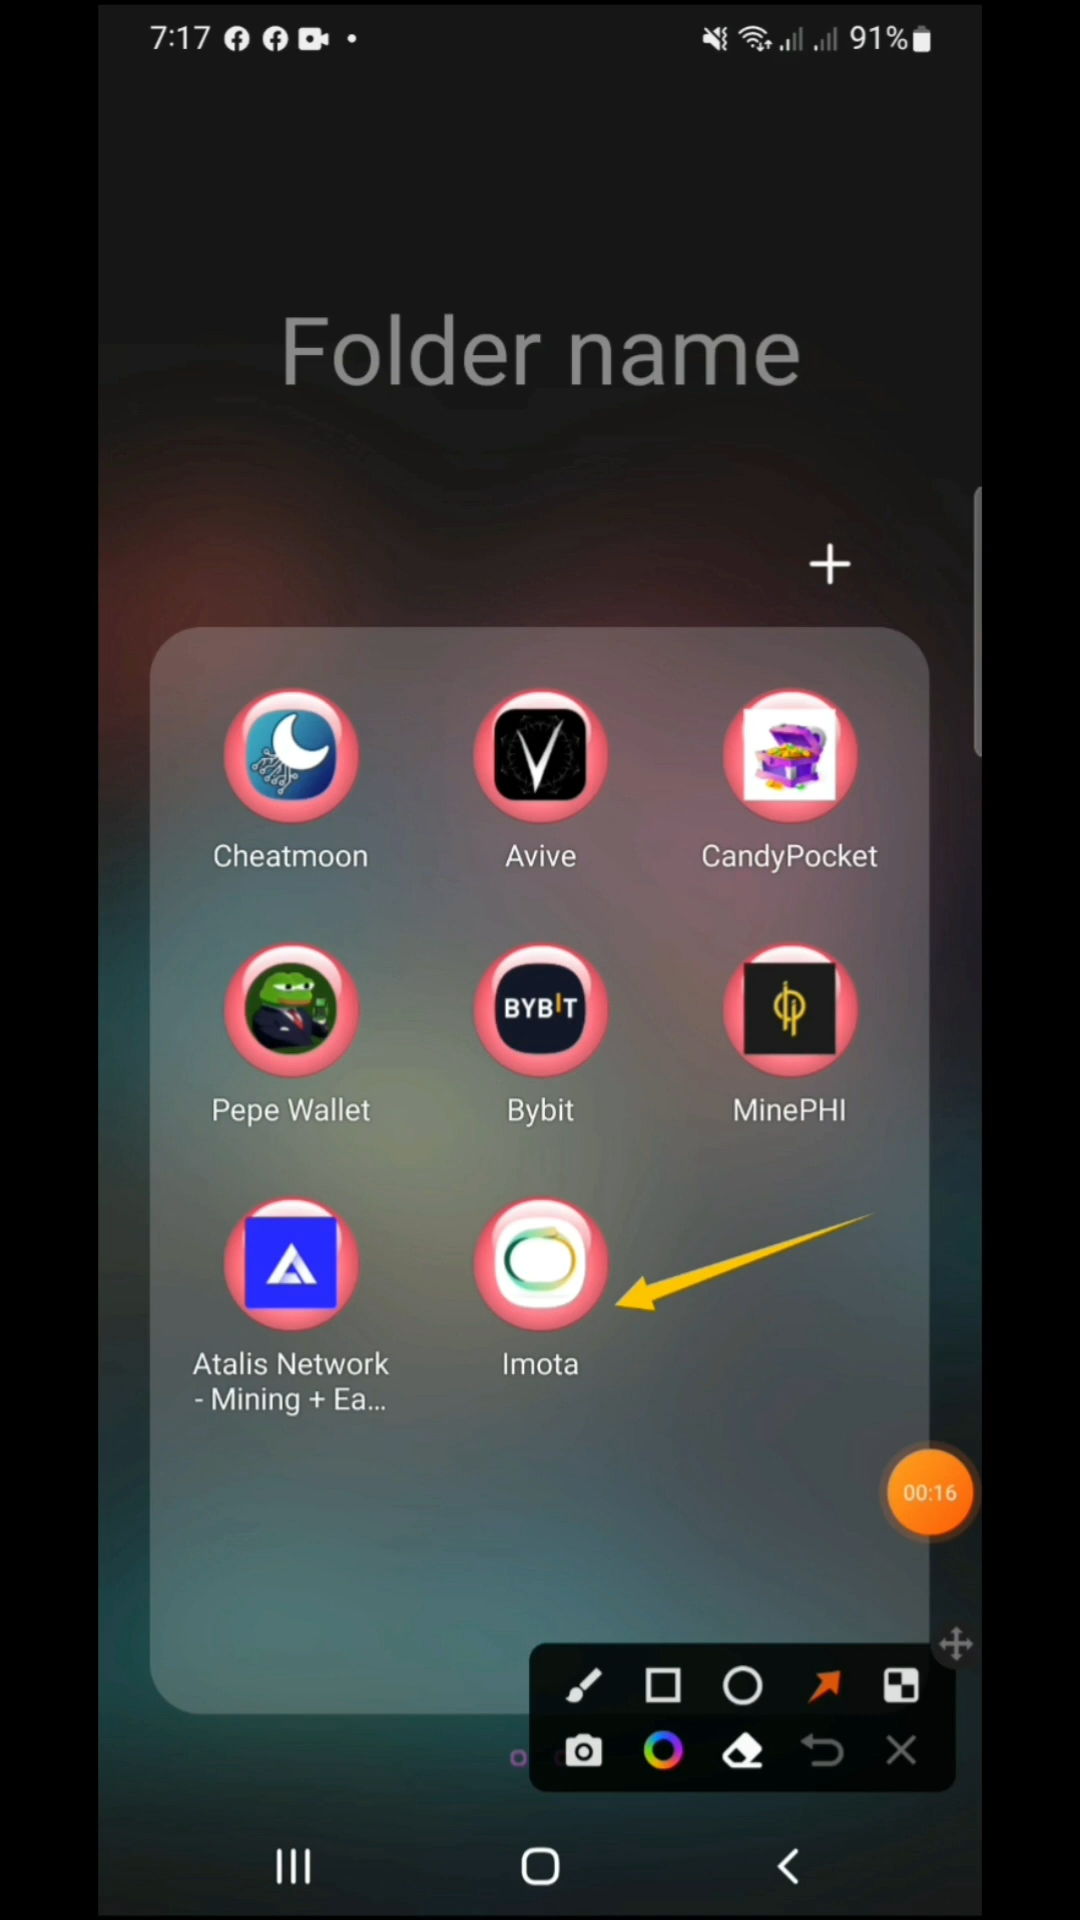 7:17
91%
Folder name
Cheatmoon
Avive
CandyPocket
BYBIT
Pepe Wallet
Bybit
MinePHI
Atalis Network
- Mining + Ea...
Imota
00:16